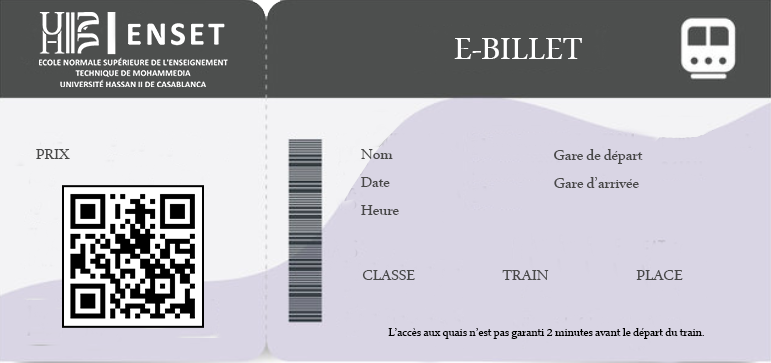 UH2C ENSET
ECOLE NORMALE SUPÉRIEURE DE L'ENSEIGNEMENT
TECHNIQUE DE MOHAMMEDIA
UNIVERSITÉ HASSAN II DE CASABLANCA
E-BILLET
PRIX
Nom
Gare de départ
Date
Gare d'arrivée
Heure
CLASSE TRAIN PLACE
L'accès aux quais n'est pas garanti 2 minutes avant le départ du train.